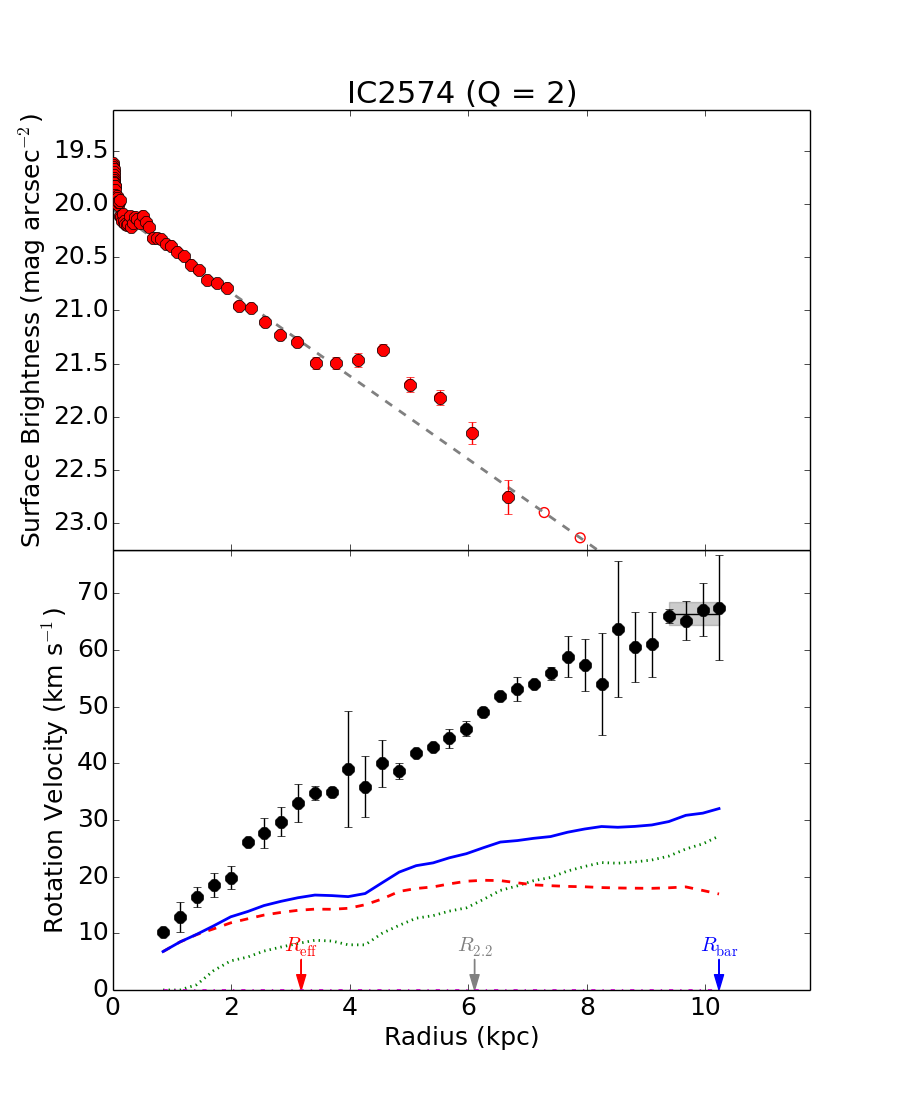 IC2574 (Q = 2)
Surface Brightness (mag arcsec⁻²)
19.5
20.0
20.5
21.0
21.5
22.0
22.5
23.0
Rotation Velocity (km s⁻¹)
70
60
50
40
30
20
10
0
R_eff
R_2.2
R_bar
0 2 4 6 8 10
Radius (kpc)